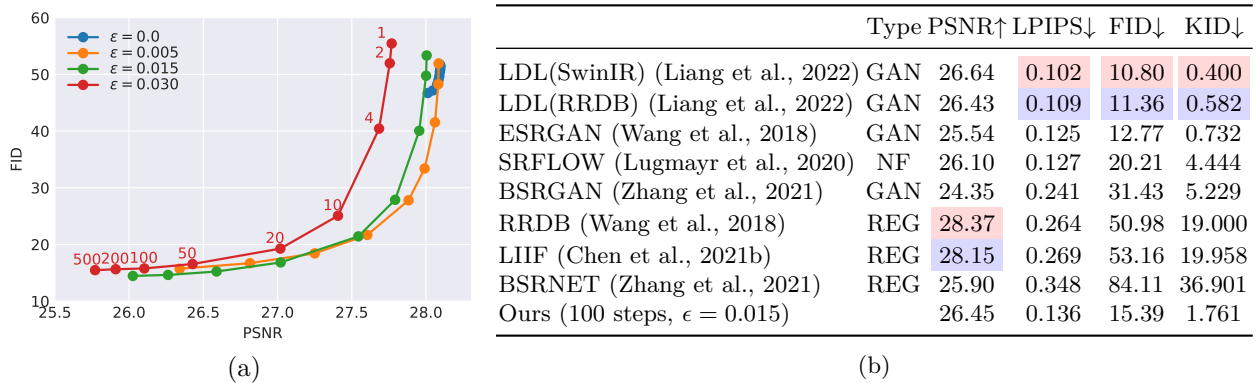 60
50
40
30
20
10
FID
25.5 26.0 26.5 27.0 27.5 28.0
PSNR
ε = 0.0
ε = 0.005
ε = 0.015
ε = 0.030
1
2
4
10
20
50
100
200
500
(a)
Type PSNR↑ LPIPS↓ FID↓ KID↓
LDL(SwinIR) (Liang et al., 2022) GAN 26.64 0.102 10.80 0.400
LDL(RRDB) (Liang et al., 2022) GAN 26.43 0.109 11.36 0.582
ESRGAN (Wang et al., 2018) GAN 25.54 0.125 12.77 0.732
SRFLOW (Lugmayr et al., 2020) NF 26.10 0.127 20.21 4.444
BSRGAN (Zhang et al., 2021) GAN 24.35 0.241 31.43 5.229
RRDB (Wang et al., 2018) REG 28.37 0.264 50.98 19.000
LIIF (Chen et al., 2021b) REG 28.15 0.269 53.16 19.958
BSRNET (Zhang et al., 2021) REG 25.90 0.348 84.11 36.901
Ours (100 steps, ϵ = 0.015) 26.45 0.136 15.39 1.761
(b)